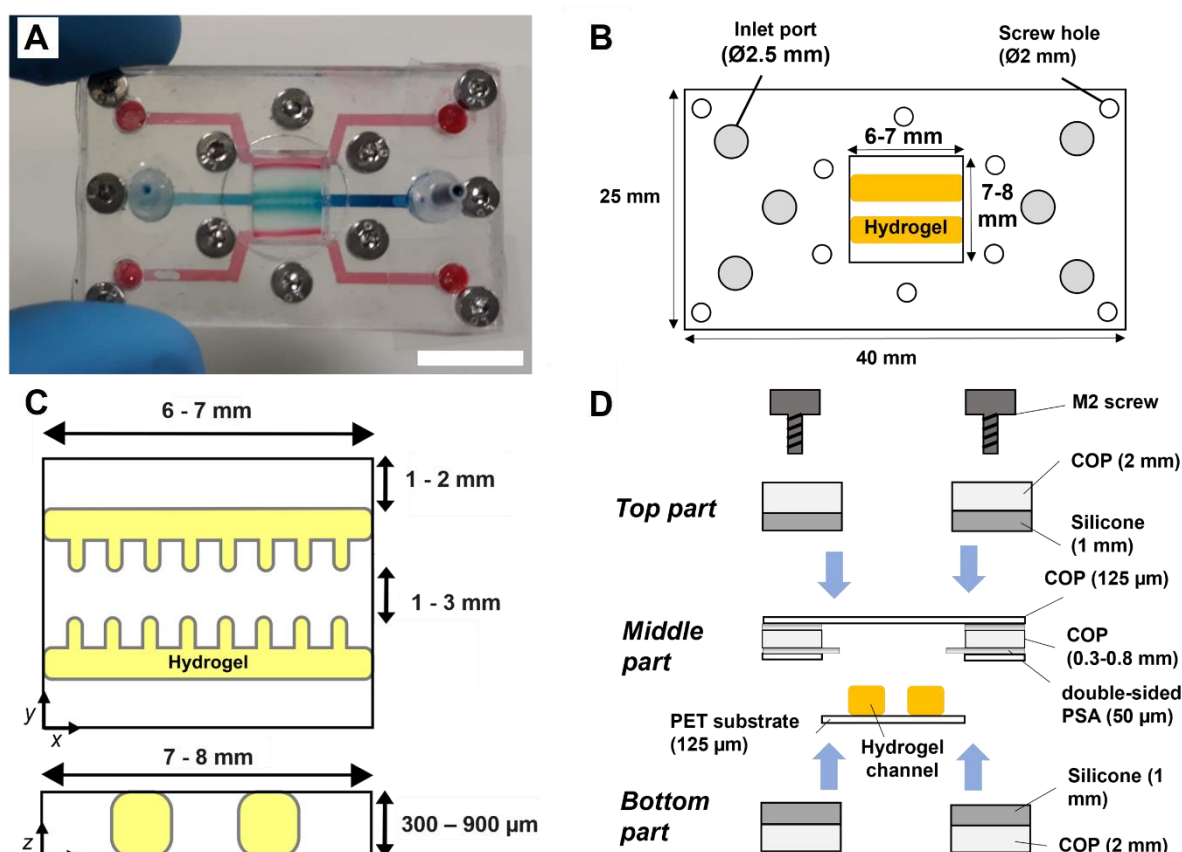 A
B
Inlet port
(Ø2.5 mm)
Screw hole
(Ø2 mm)
6-7 mm
25 mm
7-8
mm
Hydrogel
40 mm
C
6 - 7 mm
1 - 2 mm
1 - 3 mm
Hydrogel
y
x
7 - 8 mm
300 – 900 µm
z
D
M2 screw
COP (2 mm)
Top part
Silicone
(1 mm)
COP (125 µm)
Middle
part
COP
(0.3-0.8 mm)
double-sided
PSA (50 µm)
PET substrate
(125 µm)
Hydrogel
channel
Silicone (1
mm)
Bottom
part
COP (2 mm)